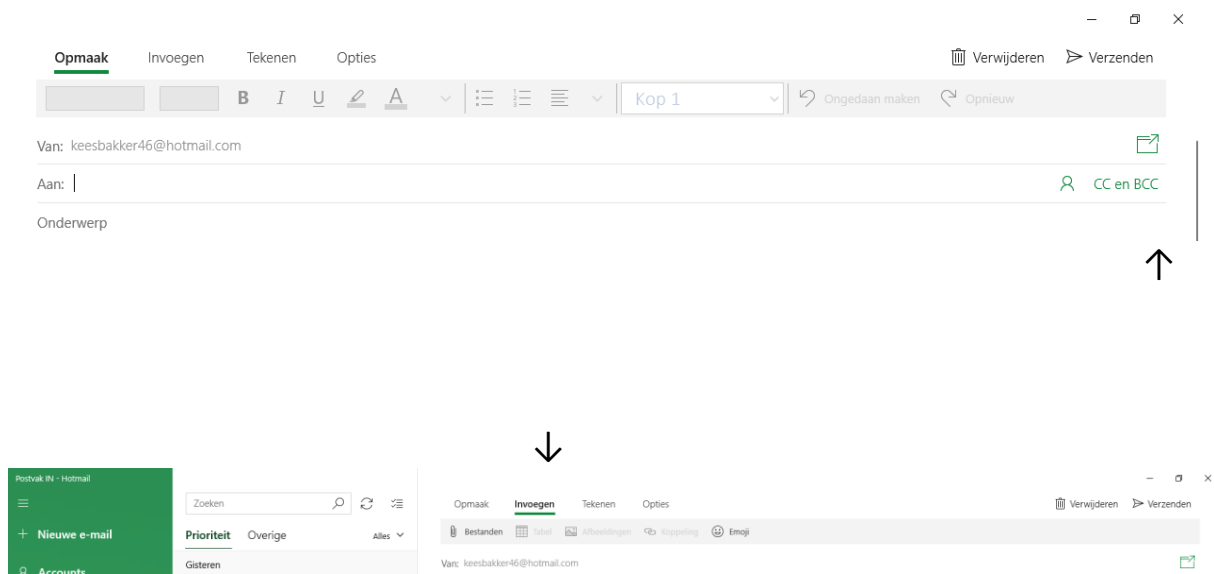 Opmaak Invoegen Tekenen Opties Verwijderen Verzenden
B I U A Kop 1 Ongedaan maken Opnieuw
Van: keesbakker46@hotmail.com
Aan: CC en BCC
Onderwerp
Postvak IN - Hotmail
Zoeken Opmaak Invoegen Tekenen Opties Verwijderen Verzenden
+ Nieuwe e-mail Prioriteit Overige Alles Bestanden Tabel Afbeeldingen Koppeling Emoji
Accounts Gisteren Van: keesbakker46@hotmail.com